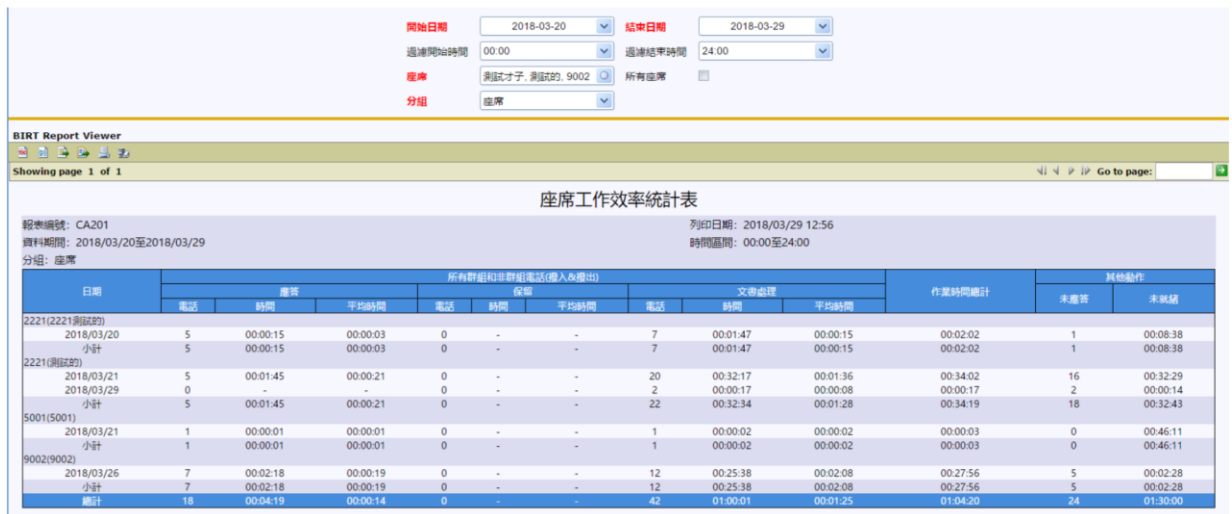 開始日期 2018-03-20 結束日期 2018-03-29
過濾開始時間 00:00 過濾結束時間 24:00
座席 測試才子, 測試的, 9002 所有座席
分組 座席
BIRT Report Viewer
Showing page 1 of 1 Go to page:
座席工作效率統計表
報表編號: CA201 列印日期: 2018/03/29 12:56
資料期間: 2018/03/20至2018/03/29 時間區間: 00:00至24:00
分組: 座席
所有群組和非群組電話(撥入&撥出) 其他動作
日期 應答 保留 文書處理 作業時間總計 未應答 未就緒
電話 時間 平均時間 電話 時間 平均時間 電話 時間 平均時間
2221(2221測試的)
2018/03/20 5 00:00:15 00:00:03 0 - - 7 00:01:47 00:00:15 00:02:02 1 00:08:38
小計 5 00:00:15 00:00:03 0 - - 7 00:01:47 00:00:15 00:02:02 1 00:08:38
2221(測試的)
2018/03/21 5 00:01:45 00:00:21 0 - - 20 00:32:17 00:01:36 00:34:02 16 00:32:29
2018/03/29 0 - - 0 - - 2 00:00:17 00:00:08 00:00:17 2 00:00:14
小計 5 00:01:45 00:00:21 0 - - 22 00:32:34 00:01:28 00:34:19 18 00:32:43
5001(5001)
2018/03/21 1 00:00:01 00:00:01 0 - - 1 00:00:02 00:00:02 00:00:03 0 00:46:11
小計 1 00:00:01 00:00:01 0 - - 1 00:00:02 00:00:02 00:00:03 0 00:46:11
9002(9002)
2018/03/26 7 00:02:18 00:00:19 0 - - 12 00:25:38 00:02:08 00:27:56 5 00:02:28
小計 7 00:02:18 00:00:19 0 - - 12 00:25:38 00:02:08 00:27:56 5 00:02:28
總計 18 00:04:19 00:00:14 0 - - 42 01:00:01 00:01:25 01:04:20 24 01:30:00